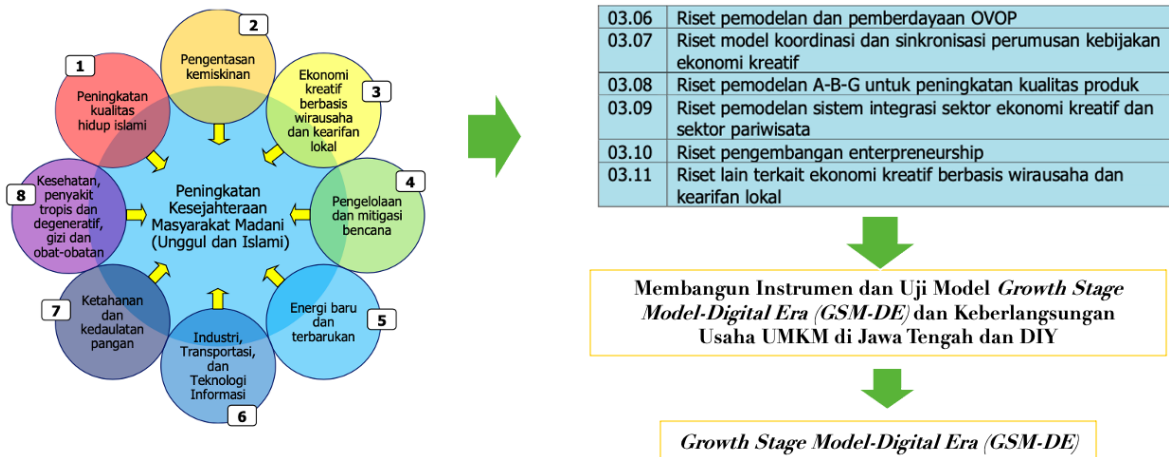 1
Peningkatan
kualitas
hidup islami
2
Pengentasan
kemiskinan
3
Ekonomi
kreatif
berbasis
wirausaha
dan kearifan
lokal
4
Pengelolaan
dan mitigasi
bencana
5
Energi baru
dan
terbarukan
6
Industri,
Transportasi,
dan
Teknologi
Informasi
7
Ketahanan
dan
kedaulatan
pangan
8
Kesehatan,
penyakit
tropis dan
degeneratif,
gizi dan
obat-obatan
Peningkatan
Kesejahteraan
Masyarakat Madani
(Unggul dan Islami)
03.06 Riset pemodelan dan pemberdayaan OVOP
03.07 Riset model koordinasi dan sinkronisasi perumusan kebijakan
ekonomi kreatif
03.08 Riset pemodelan A-B-G untuk peningkatan kualitas produk
03.09 Riset pemodelan sistem integrasi sektor ekonomi kreatif dan
sektor pariwisata
03.10 Riset pengembangan enterpreneurship
03.11 Riset lain terkait ekonomi kreatif berbasis wirausaha dan
kearifan lokal
Membangun Instrumen dan Uji Model Growth Stage
Model-Digital Era (GSM-DE) dan Keberlangsungan
Usaha UMKM di Jawa Tengah dan DIY
Growth Stage Model-Digital Era (GSM-DE)